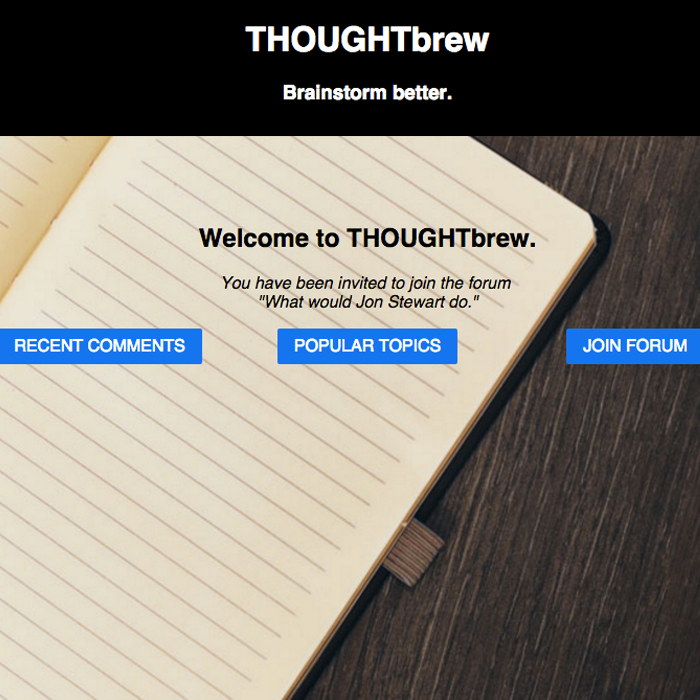 THOUGHTbrew
Brainstorm better.
Welcome to THOUGHTbrew.
You have been invited to join the forum
"What would Jon Stewart do."
RECENT COMMENTS
POPULAR TOPICS
JOIN FORUM